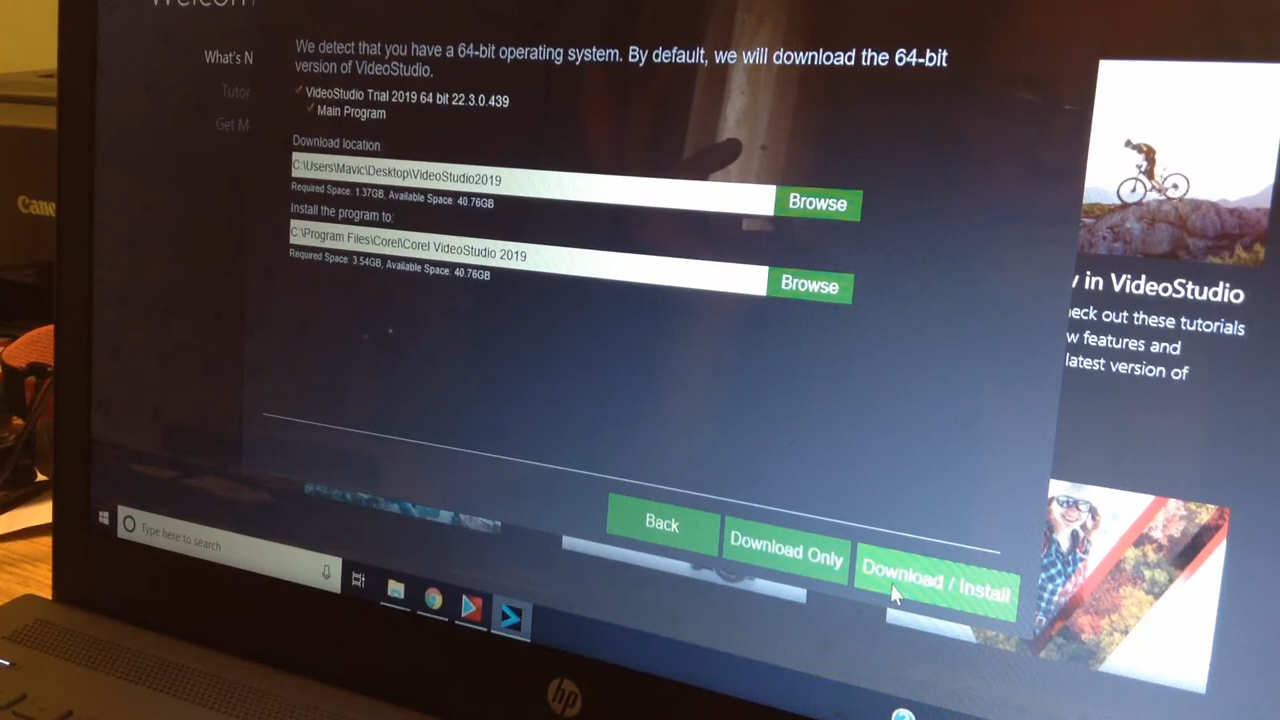 We detect that you have a 64-bit operating system. By default, we will download the 64-bit
version of VideoStudio.
What's N
VideoStudio Trial 2019 64 bit 22.3.0.439
Main Program
Tutor
Get M
Download location
C:\Users\Mavic\Desktop\VideoStudio2019
Browse
Required Space: 1.37GB, Available Space: 40.76GB
Install the program to:
C:\Program Files\Corel\Corel VideoStudio 2019
Browse
Required Space: 3.54GB, Available Space: 40.76GB
in VideoStudio
eck out these tutorials
w features and
latest version of
Back
Download Only
Download / Install
Type here to search
hp